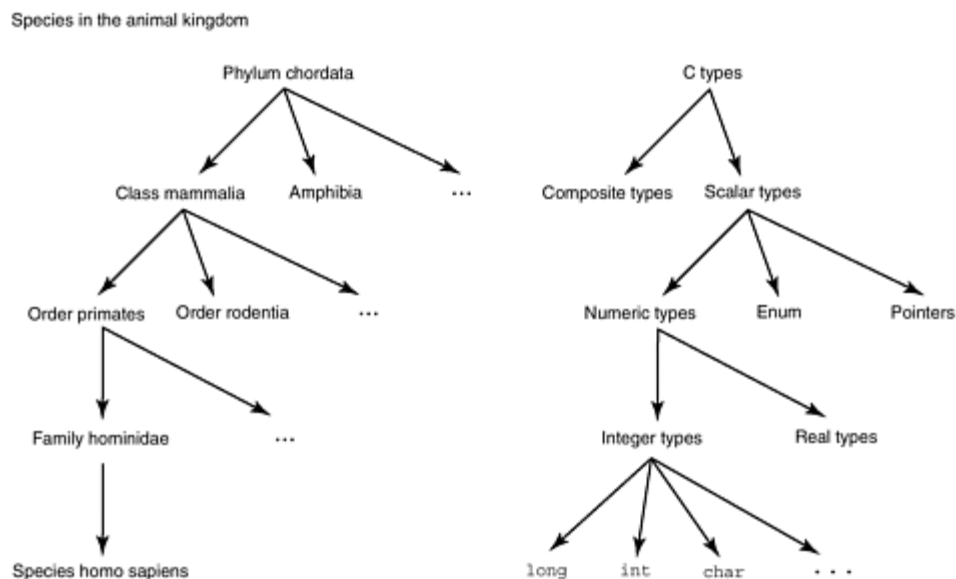 Species in the animal kingdom
Phylum chordata C types
Class mammalia Amphibia ... Composite types Scalar types
Order primates Order rodentia ... Numeric types Enum Pointers
Family hominidae ... Integer types Real types
Species homo sapiens long int char ...